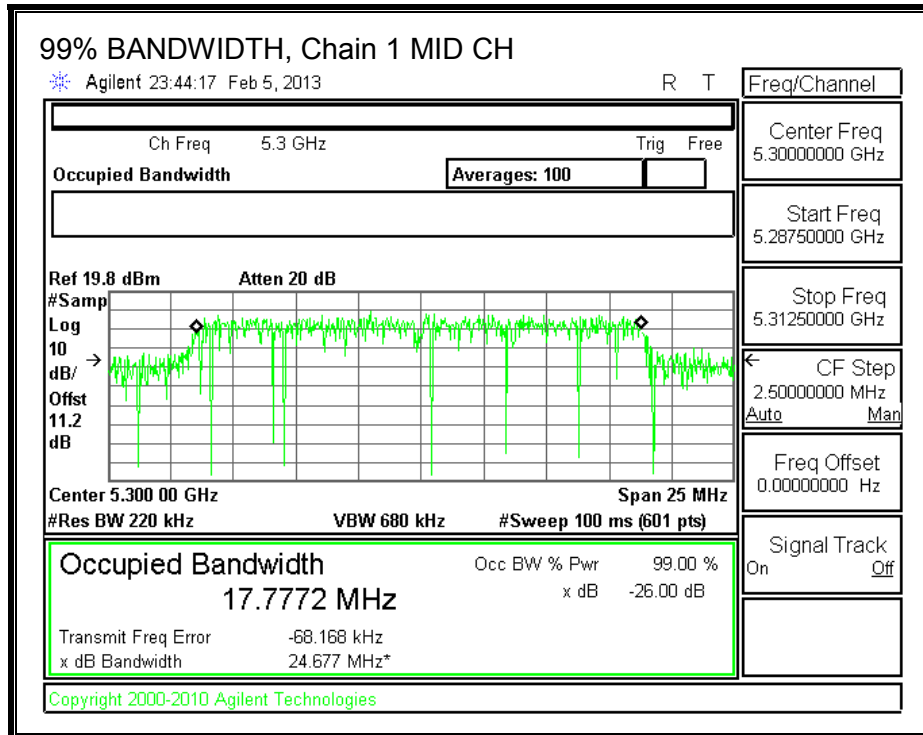 99% BANDWIDTH, Chain 1 MID CH
Agilent 23:44:17 Feb 5, 2013 R T
Ch Freq 5.3 GHz Trig Free
Occupied Bandwidth Averages: 100
Ref 19.8 dBm Atten 20 dB
#Samp
Log
10
dB/
Offst
11.2
dB
Center 5.300 00 GHz Span 25 MHz
#Res BW 220 kHz VBW 680 kHz #Sweep 100 ms (601 pts)
Occupied Bandwidth Occ BW % Pwr 99.00 %
17.7772 MHz x dB -26.00 dB
Transmit Freq Error -68.168 kHz
x dB Bandwidth 24.677 MHz*
Copyright 2000-2010 Agilent Technologies
Freq/Channel
Center Freq
5.30000000 GHz
Start Freq
5.28750000 GHz
Stop Freq
5.31250000 GHz
CF Step
2.50000000 MHz
Auto Man
Freq Offset
0.00000000 Hz
Signal Track
On Off